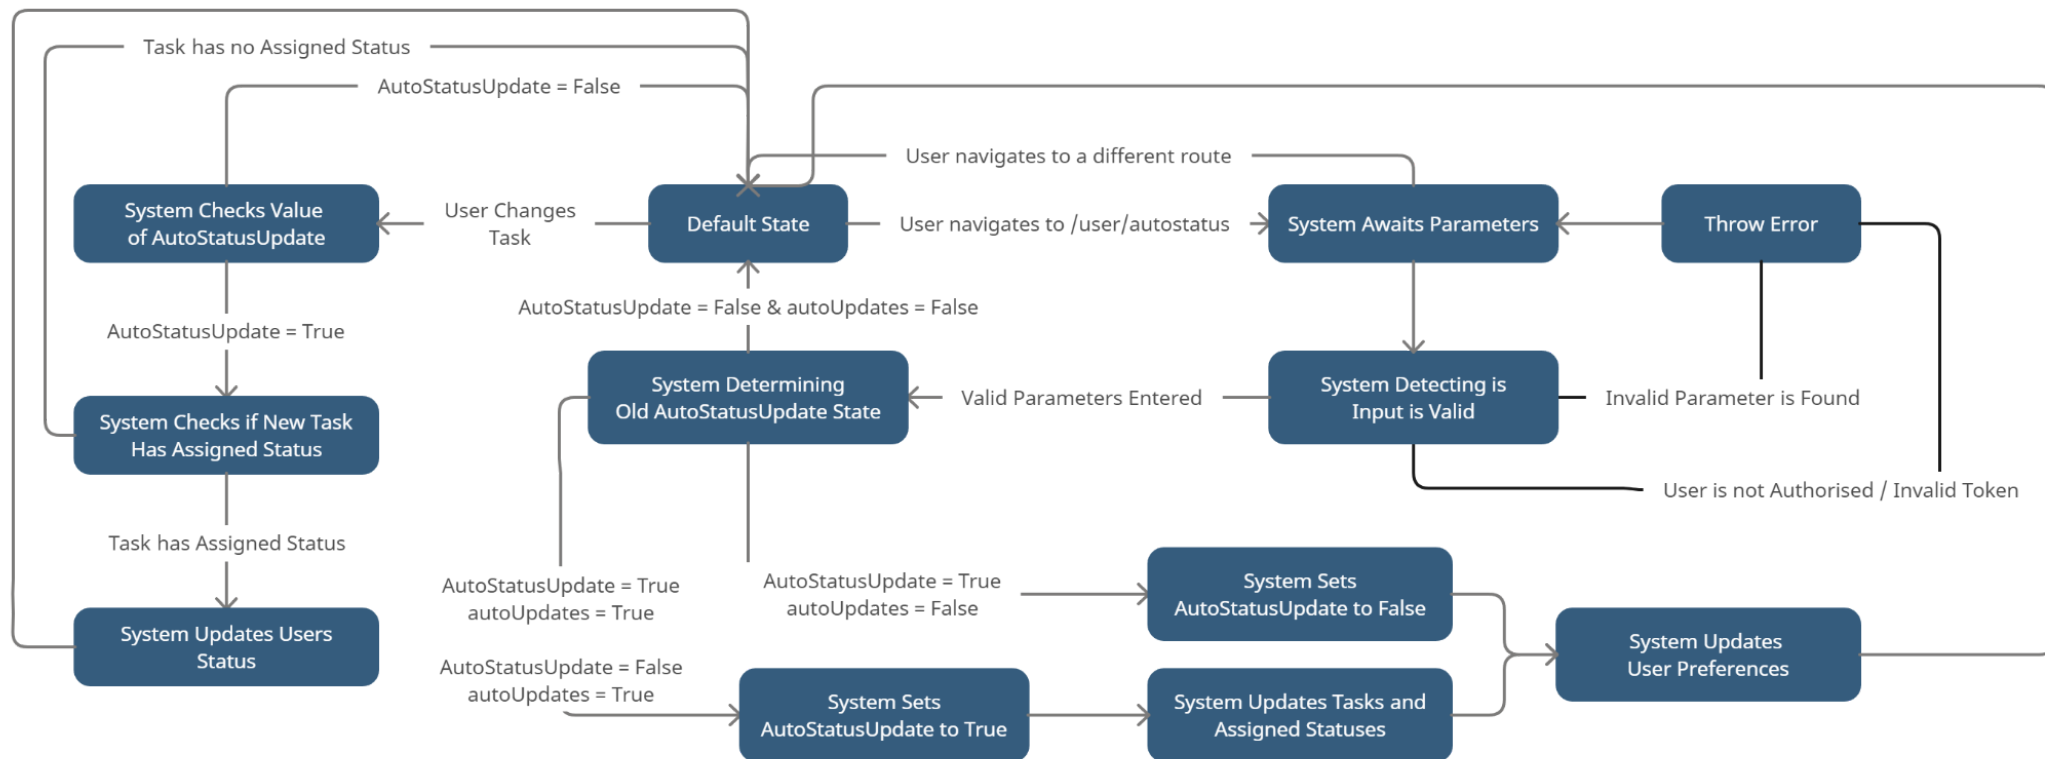 Task has no Assigned Status
AutoStatusUpdate = False
User navigates to a different route
System Checks Value
of AutoStatusUpdate
User Changes
Task
Default State
User navigates to /user/autostatus
System Awaits Parameters
Throw Error
AutoStatusUpdate = True
AutoStatusUpdate = False & autoUpdates = False
System Checks if New Task
Has Assigned Status
System Determining
Old AutoStatusUpdate State
Valid Parameters Entered
System Detecting is
Input is Valid
Invalid Parameter is Found
User is not Authorised / Invalid Token
Task has Assigned Status
AutoStatusUpdate = True
autoUpdates = True
AutoStatusUpdate = True
autoUpdates = False
System Sets
AutoStatusUpdate to False
System Updates Users
Status
System Updates
User Preferences
AutoStatusUpdate = False
autoUpdates = True
System Sets
AutoStatusUpdate to True
System Updates Tasks and
Assigned Statuses